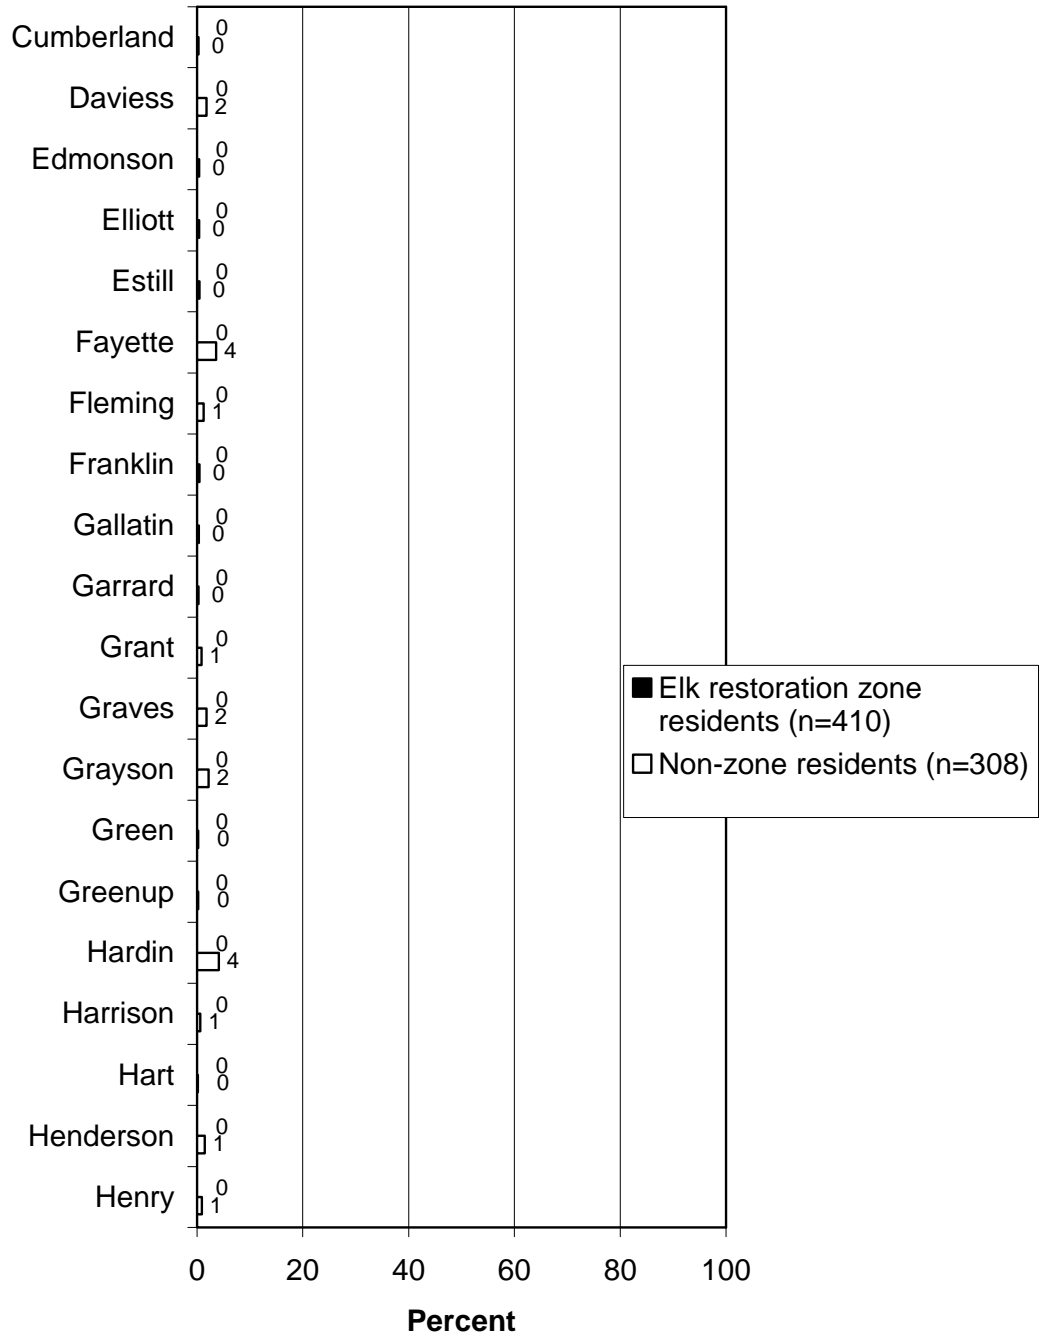 Cumberland 0 0
Daviess 0 2
Edmonson 0 0
Elliott 0 0
Estill 0 0
Fayette 0 4
Fleming 0 1
Franklin 0 0
Gallatin 0 0
Garrard 0 0
Grant 0 1
Graves 0 2
Grayson 0 2
Green 0 0
Greenup 0 0
Hardin 0 4
Harrison 0 1
Hart 0 0
Henderson 0 1
Henry 0 1
Elk restoration zone
residents (n=410)
Non-zone residents (n=308)
0 20 40 60 80 100
Percent